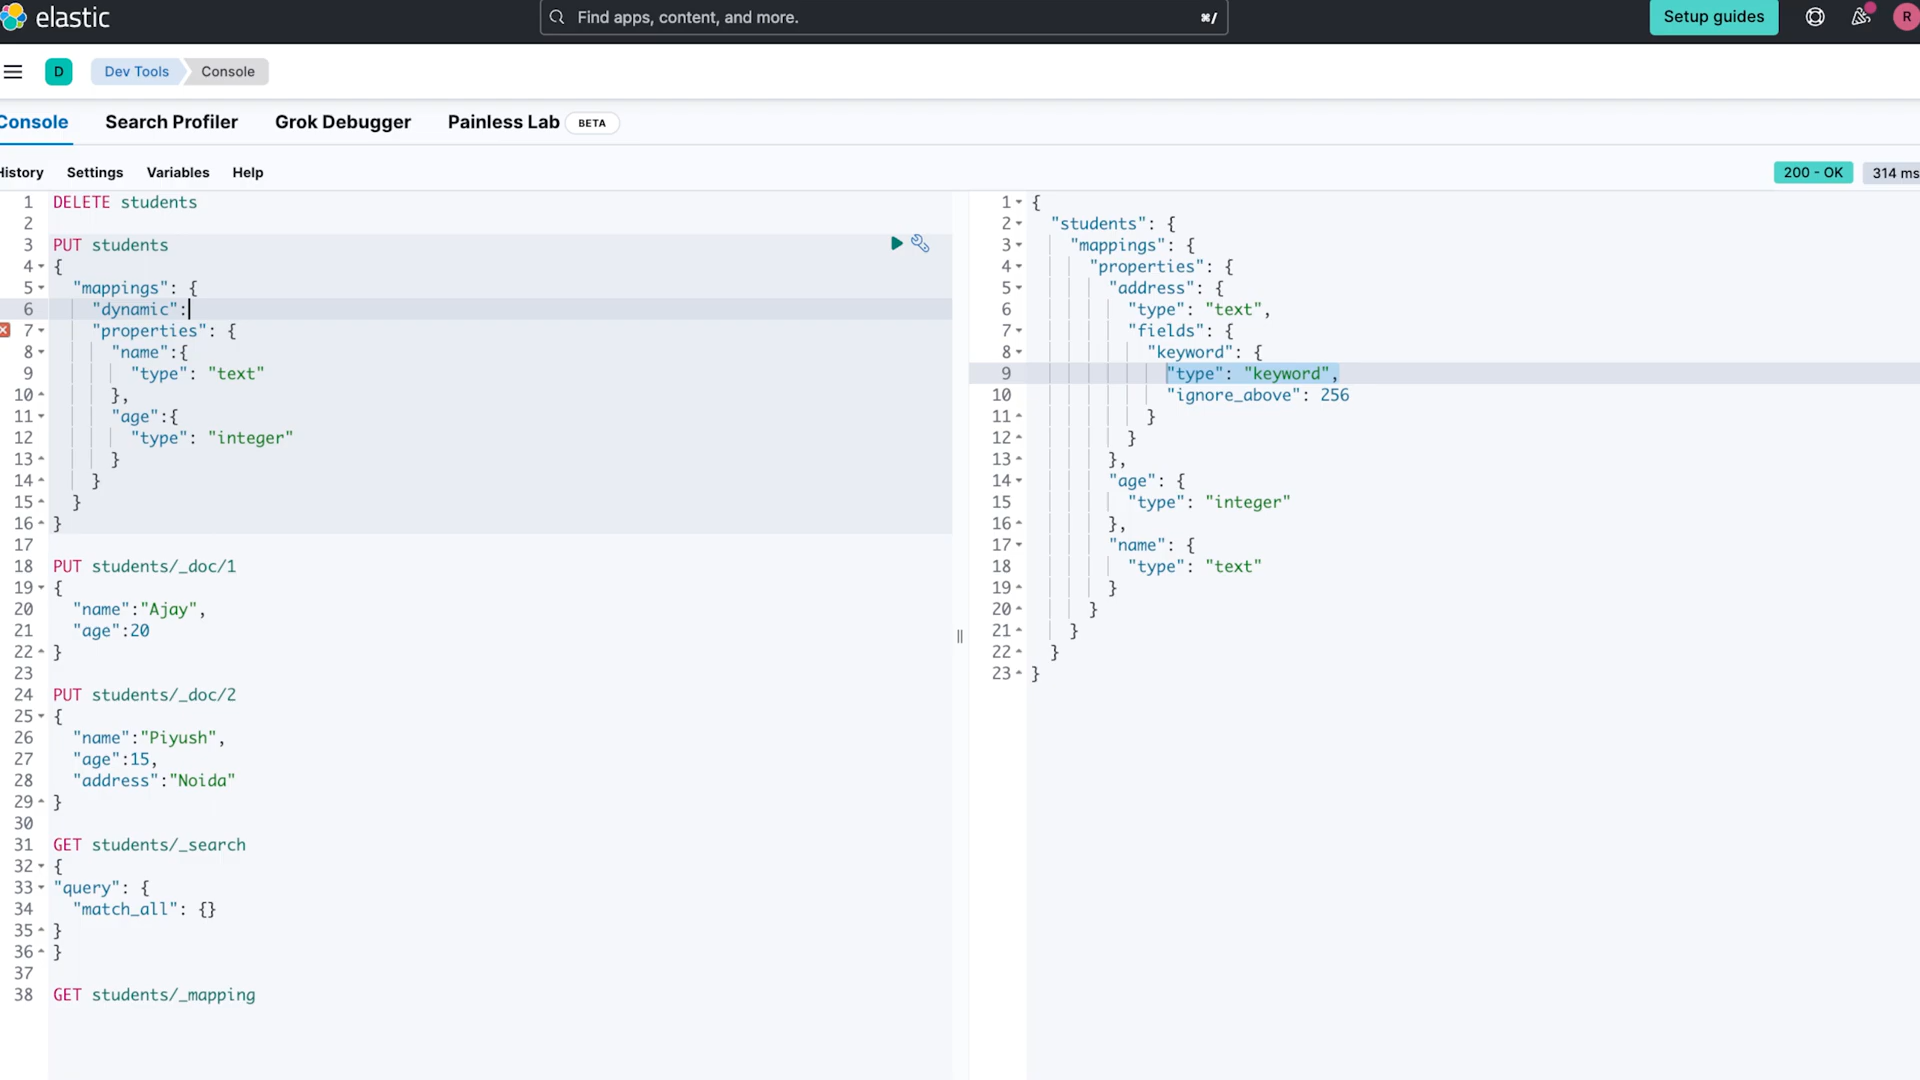 elastic
Find apps, content, and more.
⌘/
Setup guides
R
D
Dev Tools
Console
Console
Search Profiler
Grok Debugger
Painless Lab
BETA
History
Settings
Variables
Help
200 - OK
314 ms
1 DELETE students
2
3 PUT students
4 {
5 "mappings": {
6 "dynamic":
7 "properties": {
8 "name":{
9 "type": "text"
10 },
11 "age":{
12 "type": "integer"
13 }
14 }
15 }
16 }
17
18 PUT students/_doc/1
19 {
20 "name":"Ajay",
21 "age":20
22 }
23
24 PUT students/_doc/2
25 {
26 "name":"Piyush",
27 "age":15,
28 "address":"Noida"
29 }
30
31 GET students/_search
32 {
33 "query": {
34 "match_all": {}
35 }
36 }
37
38 GET students/_mapping
1 {
2 "students": {
3 "mappings": {
4 "properties": {
5 "address": {
6 "type": "text",
7 "fields": {
8 "keyword": {
9 "type": "keyword",
10 "ignore_above": 256
11 }
12 }
13 },
14 "age": {
15 "type": "integer"
16 },
17 "name": {
18 "type": "text"
19 }
20 }
21 }
22 }
23 }